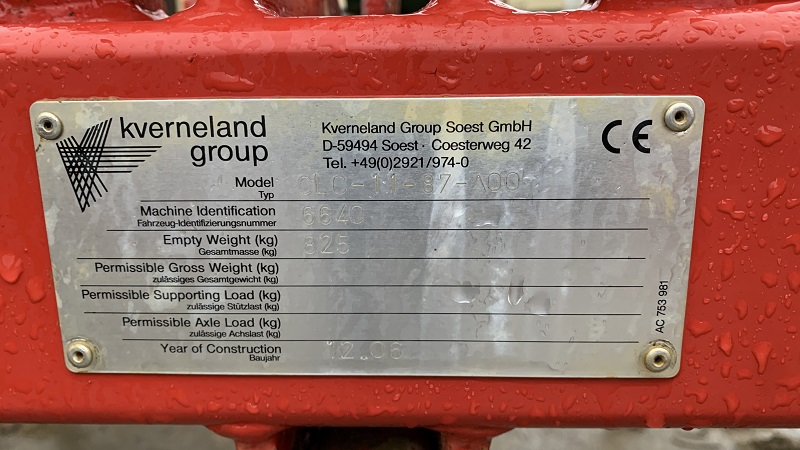 kverneland
group
Kverneland Group Soest GmbH
D-59494 Soest · Coesterweg 42
Tel. +49(0)2921/974-0
CE
Model
Typ
Machine Identification 6640
Fahrzeug-Identifizierungsnummer
Empty Weight (kg) 825
Gesamtmasse (kg)
Permissible Gross Weight (kg)
zulässiges Gesamtgewicht (kg)
Permissible Supporting Load (kg)
zulässige Stützlast (kg)
Permissible Axle Load (kg)
zulässige Achslast (kg)
Year of Construction 12.06
Baujahr
AC 753 981